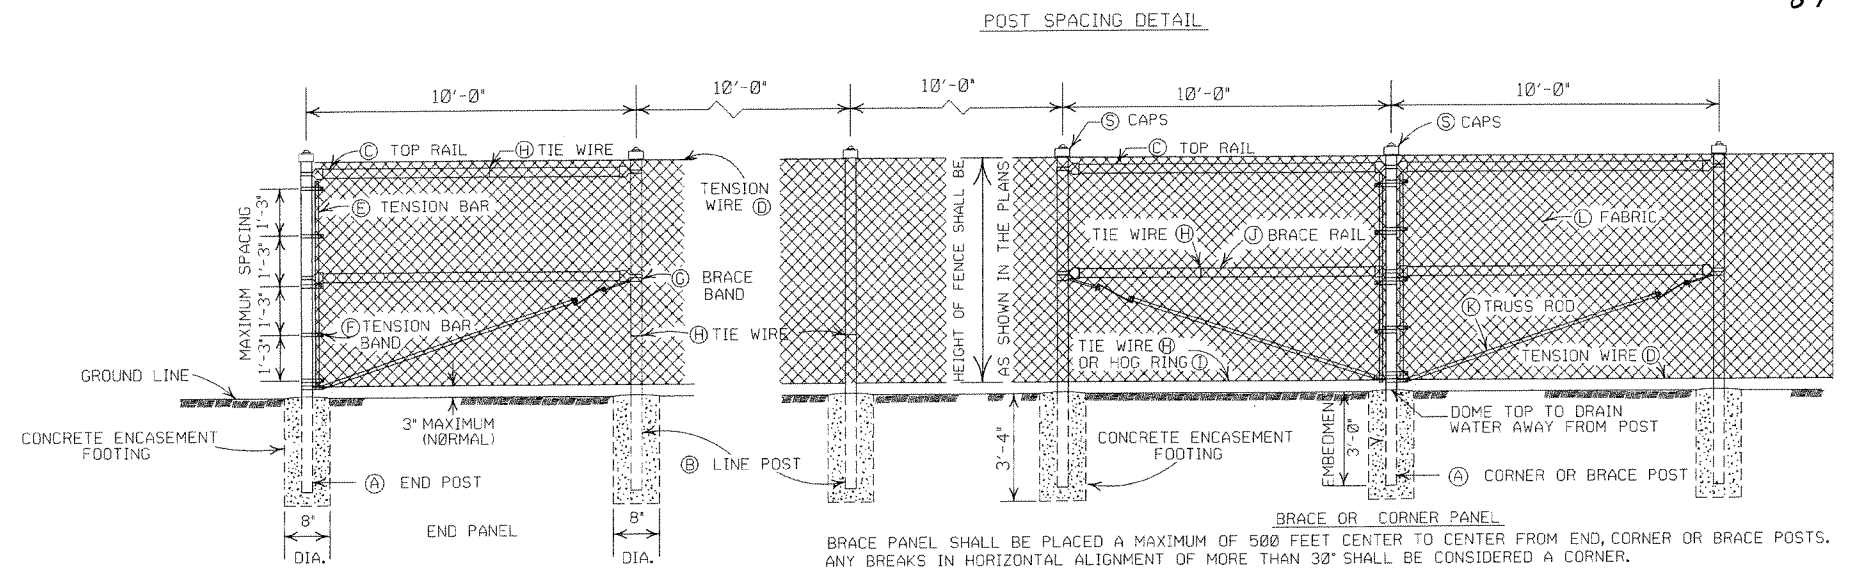 POST SPACING DETAIL
10'-0"
10'-0"
10'-0"
10'-0"
10'-0"
Ⓢ CAPS
Ⓢ CAPS
Ⓒ TOP RAIL
Ⓗ TIE WIRE
Ⓒ TOP RAIL
TENSION
WIRE Ⓓ
Ⓔ TENSION BAR
MAXIMUM SPACING
1'-3"
1'-3"
1'-3"
1'-3"
HEIGHT OF FENCE SHALL BE
AS SHOWN IN THE PLANS
Ⓛ FABRIC
TIE WIRE Ⓗ
Ⓙ BRACE RAIL
Ⓖ BRACE
BAND
Ⓕ TENSION BAR
BAND
Ⓗ TIE WIRE
Ⓚ TRUSS ROD
TIE WIRE Ⓗ
OR HOG RING Ⓘ
TENSION WIRE Ⓓ
GROUND LINE
3" MAXIMUM
(NØRMAL)
DOME TOP TO DRAIN
WATER AWAY FROM POST
CONCRETE ENCASEMENT
FOOTING
Ⓑ LINE POST
3'-4"
CONCRETE ENCASEMENT
FOOTING
EMBEDMENT
3'-0"
Ⓐ END POST
Ⓐ CORNER OR BRACE POST
8"
DIA.
END PANEL
8"
DIA.
BRACE OR CORNER PANEL
BRACE PANEL SHALL BE PLACED A MAXIMUM OF 500 FEET CENTER TO CENTER FROM END, CORNER OR BRACE POSTS.
ANY BREAKS IN HORIZONTAL ALIGNMENT OF MORE THAN 30° SHALL BE CONSIDERED A CORNER.